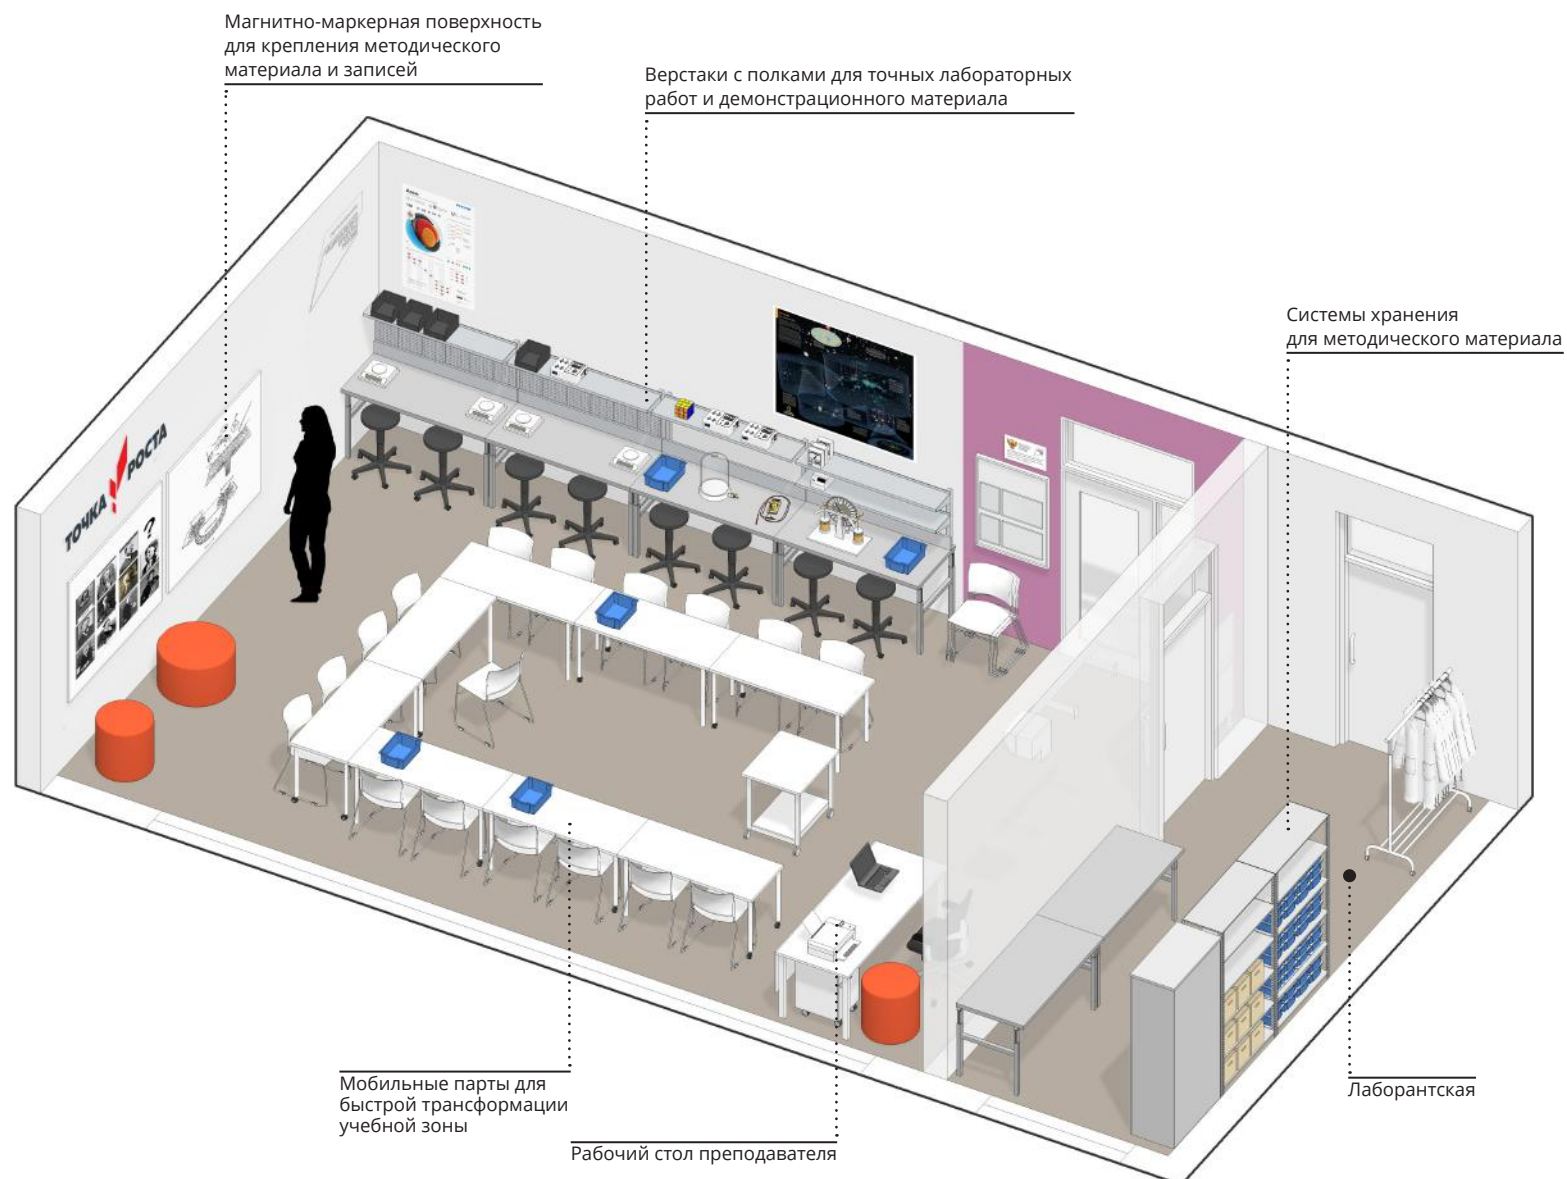 Магнитно-маркерная поверхность
для крепления методического
материала и записей
Верстаки с полками для точных лабораторных
работ и демонстрационного материала
Системы хранения
для методического материала
ТОЧКА РОСТА
?
Мобильные парты для
быстрой трансформации
учебной зоны
Рабочий стол преподавателя
Лаборантская